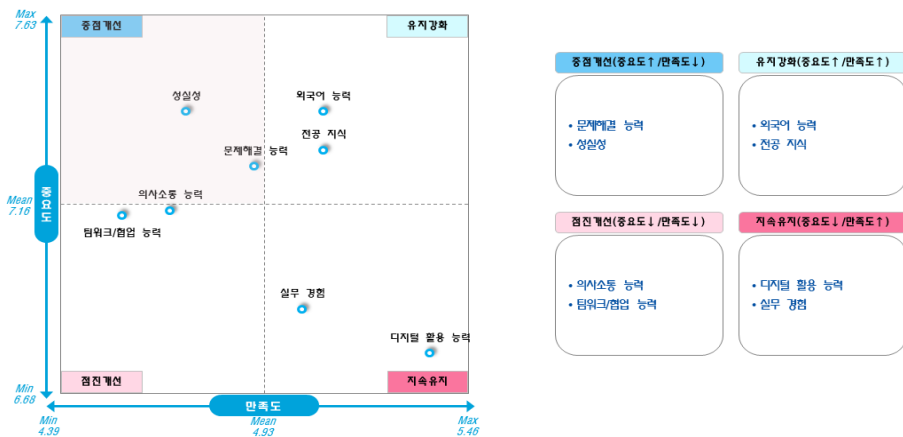 Max
7.63
중점개선
유지강화
성실성
외국어 능력
전공 지식
문제해결 능력
의사소통 능력
팀워크/협업 능력
실무 경험
디지털 활용 능력
점진개선
지속유지
중요도
Mean
7.16
Min
6.68
만족도
Min
4.39
Mean
4.93
Max
5.46
중점개선(중요도↑/만족도↓)
• 문제해결 능력
• 성실성
유지강화(중요도↑/만족도↑)
• 외국어 능력
• 전공 지식
점진개선(중요도↓/만족도↓)
• 의사소통 능력
• 팀워크/협업 능력
지속유지(중요도↓/만족도↑)
• 디지털 활용 능력
• 실무 경험